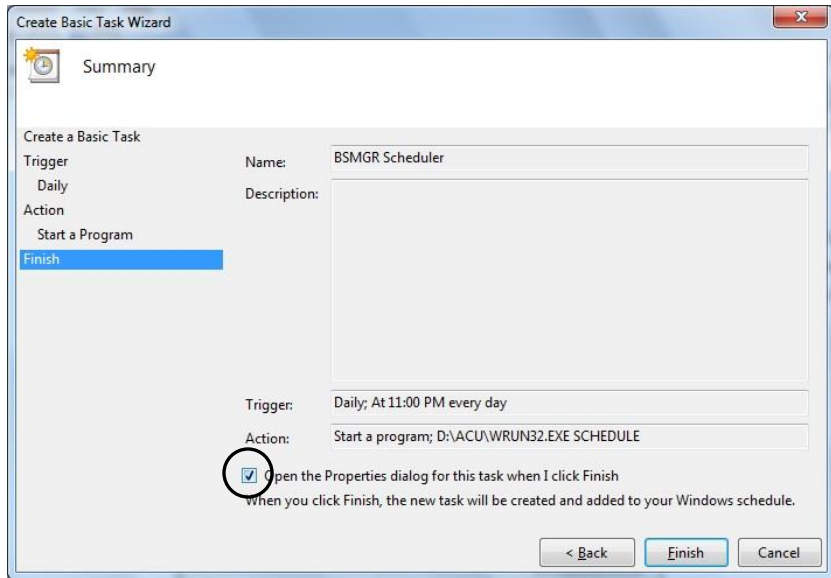 Create Basic Task Wizard
Summary
Create a Basic Task
Trigger
Daily
Action
Start a Program
Finish
Name:
BSMGR Scheduler
Description:
Trigger:
Daily; At 11:00 PM every day
Action:
Start a program; D:\ACU\WRUN32.EXE SCHEDULE
Open the Properties dialog for this task when I click Finish
When you click Finish, the new task will be created and added to your Windows schedule.
< Back
Finish
Cancel